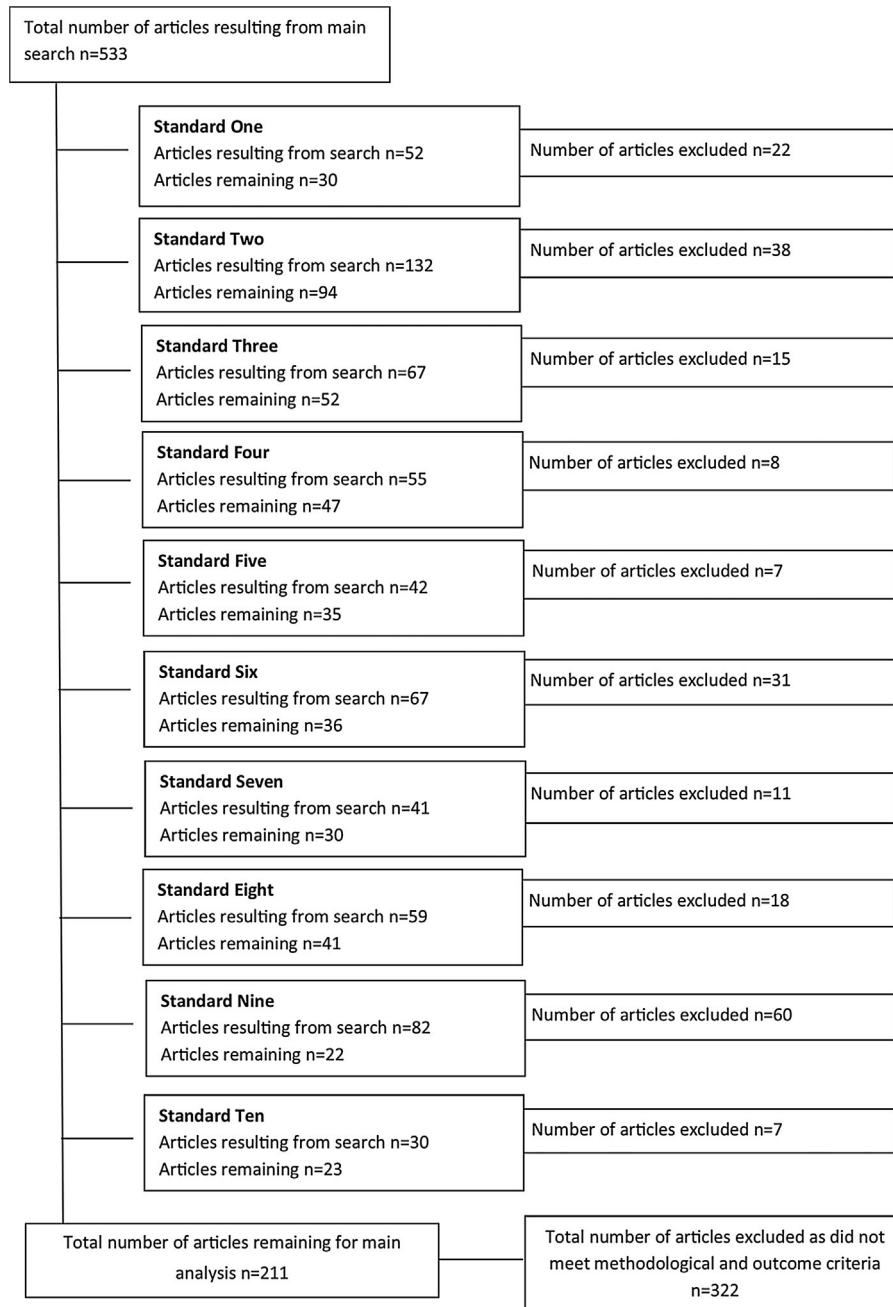 Total number of articles resulting from main
search n=533
Standard One
Articles resulting from search n=52
Articles remaining n=30
Number of articles excluded n=22
Standard Two
Articles resulting from search n=132
Articles remaining n=94
Number of articles excluded n=38
Standard Three
Articles resulting from search n=67
Articles remaining n=52
Number of articles excluded n=15
Standard Four
Articles resulting from search n=55
Articles remaining n=47
Number of articles excluded n=8
Standard Five
Articles resulting from search n=42
Articles remaining n=35
Number of articles excluded n=7
Standard Six
Articles resulting from search n=67
Articles remaining n=36
Number of articles excluded n=31
Standard Seven
Articles resulting from search n=41
Articles remaining n=30
Number of articles excluded n=11
Standard Eight
Articles resulting from search n=59
Articles remaining n=41
Number of articles excluded n=18
Standard Nine
Articles resulting from search n=82
Articles remaining n=22
Number of articles excluded n=60
Standard Ten
Articles resulting from search n=30
Articles remaining n=23
Number of articles excluded n=7
Total number of articles remaining for main
analysis n=211
Total number of articles excluded as did not
meet methodological and outcome criteria
n=322